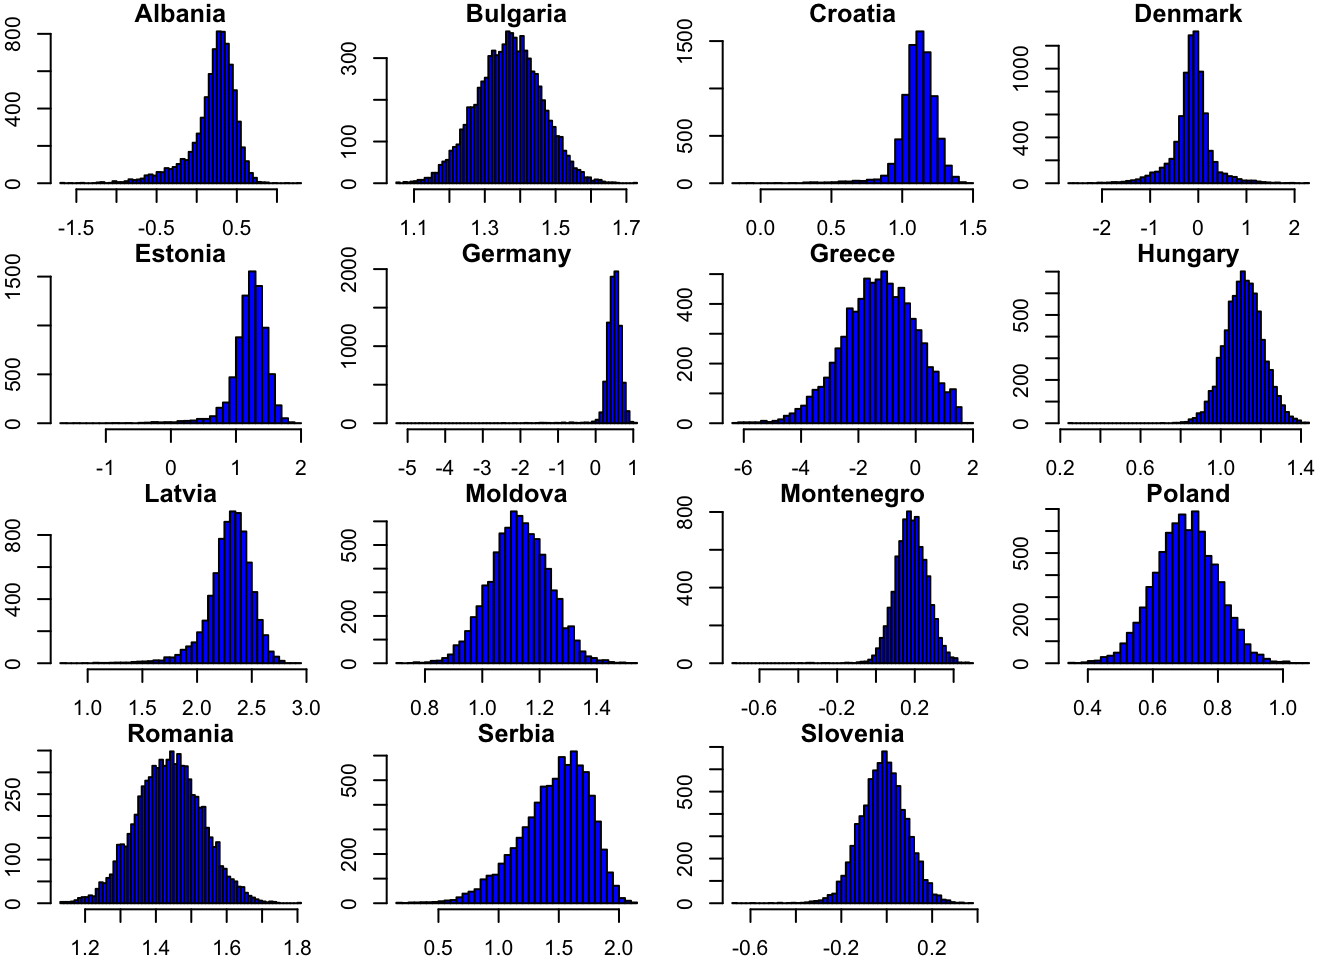 Albania Bulgaria Croatia Denmark
0 400 800 0 100 300 0 500 1500 0 400 1000
-1.5 -0.5 0.5 1.1 1.3 1.5 1.7 0.0 0.5 1.0 1.5 -2 -1 0 1 2
Estonia Germany Greece Hungary
0 500 1500 0 1000 2000 0 200 400 0 200 500
-1 0 1 2 -5 -4 -3 -2 -1 0 1 -6 -4 -2 0 2 0.2 0.6 1.0 1.4
Latvia Moldova Montenegro Poland
0 400 800 0 200 500 0 400 800 0 200 500
1.0 1.5 2.0 2.5 3.0 0.8 1.0 1.2 1.4 -0.6 -0.2 0.2 0.4 0.6 0.8 1.0
Romania Serbia Slovenia
0 100 250 0 200 500 0 200 500
1.2 1.4 1.6 1.8 0.5 1.0 1.5 2.0 -0.6 -0.2 0.2